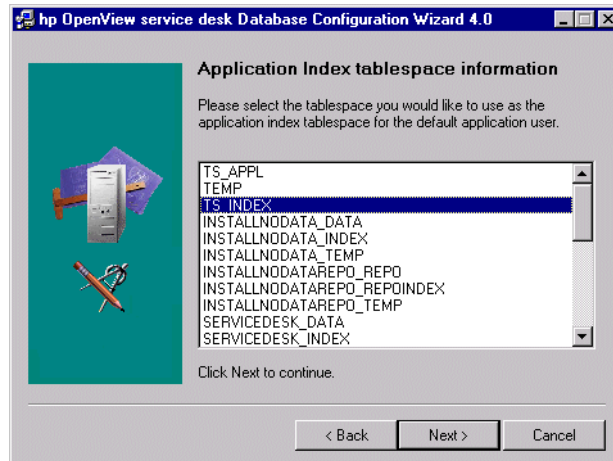 hp OpenView service desk Database Configuration Wizard 4.0
Application Index tablespace information
Please select the tablespace you would like to use as the
application index tablespace for the default application user.
TS_APPL
TEMP
TS_INDEX
INSTALLNODATA_DATA
INSTALLNODATA_INDEX
INSTALLNODATA_TEMP
INSTALLNODATAREPO_REPO
INSTALLNODATAREPO_REPOINDEX
INSTALLNODATAREPO_TEMP
SERVICEDESK_DATA
SERVICEDESK_INDEX
Click Next to continue.
< Back Next > Cancel